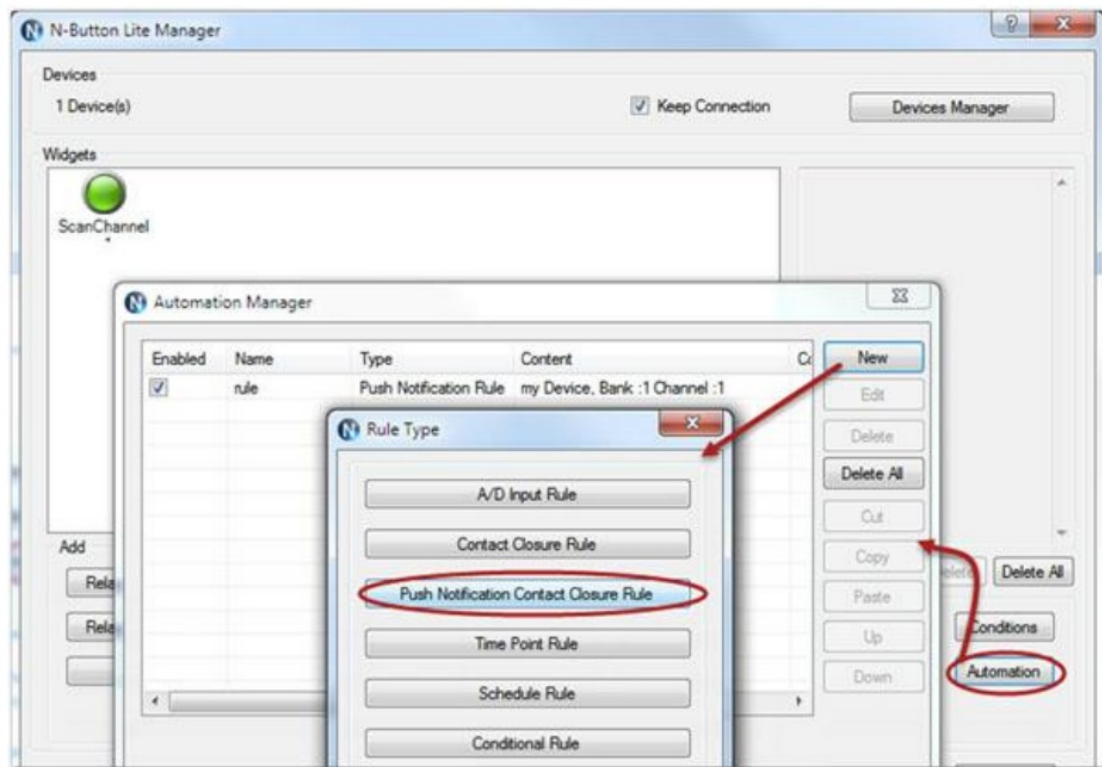 N-Button Lite Manager
Devices
1 Device(s)
Keep Connection
Devices Manager
Widgets
ScanChannel
Automation Manager
Enabled Name Type Content
New
rule Push Notification Rule my Device, Bank :1 Channel :1
Edit
Rule Type
Delete
Delete All
A/D Input Rule
Cut
Contact Closure Rule
Copy
Add
Delete All
Push Notification Contact Closure Rule
Paste
Time Point Rule
Up
Conditions
Down
Automation
Schedule Rule
Conditional Rule